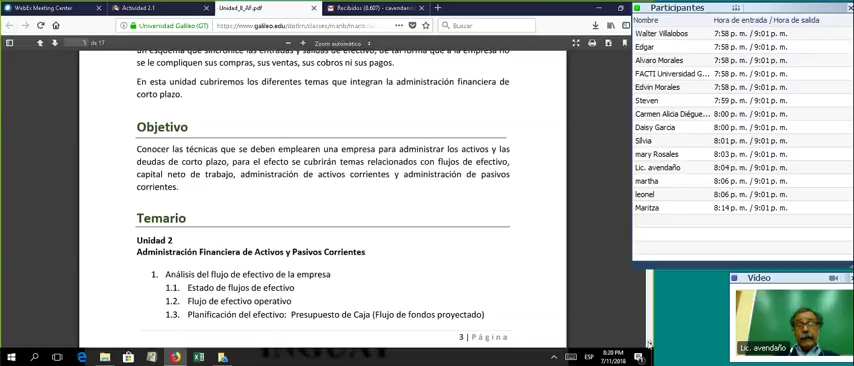 WebEx Meeting Center
Actividad 2.1
Unidad_II_AF.pdf
Recibidos (8.607) - cavendan
Universidad Galileo (GT)
Buscar
de 17
Zoom automático
se le compliquen sus compras, sus ventas, sus cobros ni sus pagos.
En esta unidad cubriremos los diferentes temas que integran la administración financiera de
corto plazo.
Objetivo
Conocer las técnicas que se deben emplearen una empresa para administrar los activos y las
deudas de corto plazo, para el efecto se cubrirán temas relacionados con flujos de efectivo,
capital neto de trabajo, administración de activos corrientes y administración de pasivos
corrientes.
Temario
Unidad 2
Administración Financiera de Activos y Pasivos Corrientes
1. Análisis del flujo de efectivo de la empresa
1.1. Estado de flujos de efectivo
1.2. Flujo de efectivo operativo
1.3. Planificación del efectivo: Presupuesto de Caja (Flujo de fondos proyectado)
3 | Página
ESP
8:20 PM
7/11/2018
Participantes
Nombre Hora de entrada / Hora de salida
Walter Villalobos 7:58 p. m. / 9:01 p. m.
Edgar 7:58 p. m. / 9:01 p. m.
Alvaro Morales 7:58 p. m. / 9:01 p. m.
FACTI Universidad G... 7:58 p. m. / 9:01 p. m.
Edvin Morales 7:58 p. m. / 9:01 p. m.
Steven 7:59 p. m. / 9:01 p. m.
Carmen Alicia Diégue... 8:00 p. m. / 9:01 p. m.
Daisy Garcia 8:00 p. m. / 9:01 p. m.
Silvia 8:01 p. m. / 9:01 p. m.
mary Rosales 8:03 p. m. / 9:01 p. m.
Lic. avendaño 8:04 p. m. / 9:01 p. m.
martha 8:06 p. m. / 9:01 p. m.
leonel 8:06 p. m. / 9:01 p. m.
Maritza 8:14 p. m. / 9:01 p. m.
Vídeo
Lic. avendaño